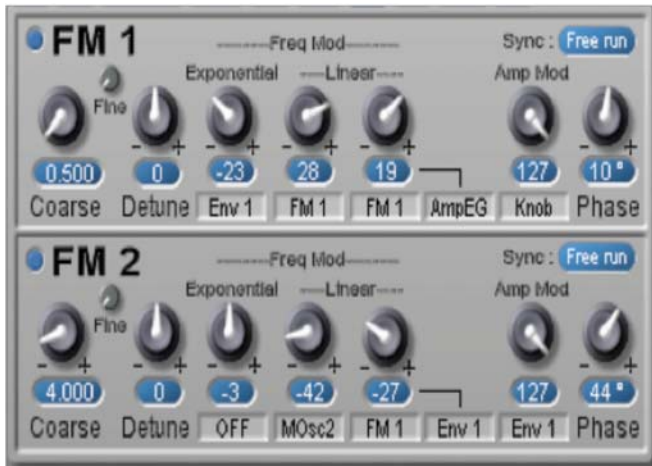 FM 1
------Freq Mod------
Sync : Free run
Fine
Exponential ----Linear----
Amp Mod
- + - + - + - + - +
0.500 0 -23 28 19 127 10 °
Coarse Detune Env 1 FM 1 FM 1 AmpEG Knob Phase
FM 2
------Freq Mod------
Sync : Free run
Fine
Exponential ----Linear----
Amp Mod
- + - + - + - + - + - +
4.000 0 -3 -42 -27 127 44 °
Coarse Detune OFF MOsc2 FM 1 Env 1 Env 1 Phase